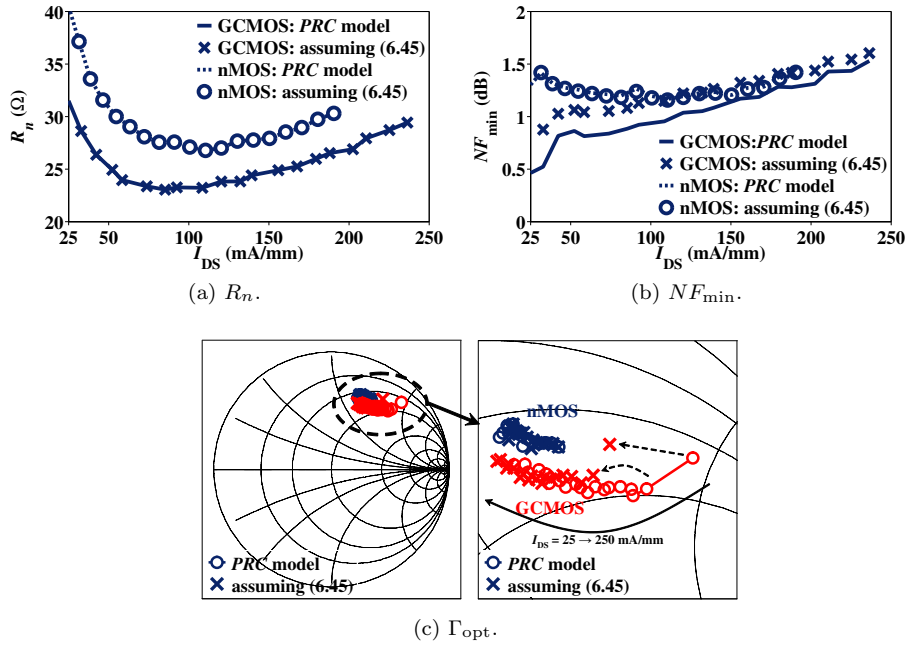 40
35
30
25
20
R_n (Ω)
GCMOS: PRC model
GCMOS: assuming (6.45)
nMOS: PRC model
nMOS: assuming (6.45)
25 50 100 150 200 250
I_DS (mA/mm)
(a) R_n.
2
1.5
1
0.5
0
NF_min (dB)
GCMOS:PRC model
GCMOS: assuming (6.45)
nMOS: PRC model
nMOS: assuming (6.45)
25 50 100 150 200 250
I_DS (mA/mm)
(b) NF_min.
PRC model
assuming (6.45)
nMOS
GCMOS
I_DS = 25 → 250 mA/mm
PRC model
assuming (6.45)
(c) Γ_opt.